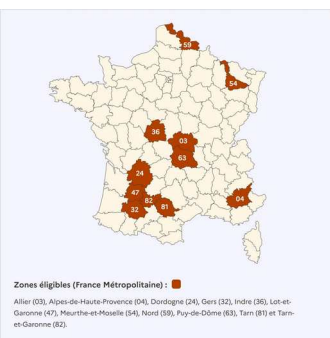 59
54
36
03
63
24
47
82
32
81
04
Zones éligibles (France Métropolitaine) :
Allier (03), Alpes-de-Haute-Provence (04), Dordogne (24), Gers (32), Indre (36), Lot-et-
Garonne (47), Meurthe-et-Moselle (54), Nord (59), Puy-de-Dôme (63), Tarn (81) et Tarn-
et-Garonne (82).